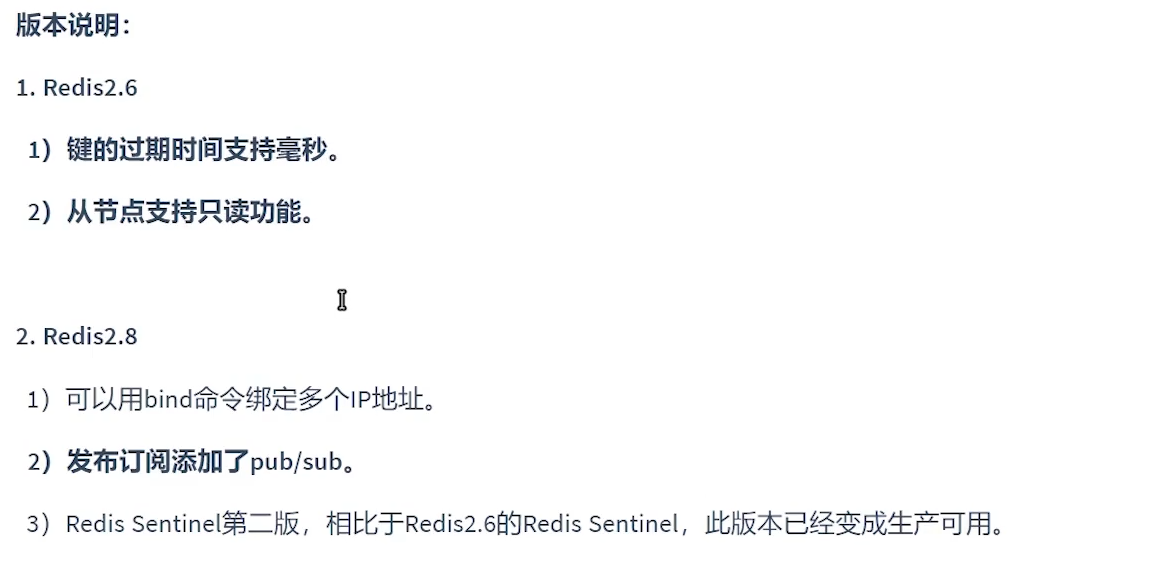 版本说明：
1. Redis2.6
1）键的过期时间支持毫秒。
2）从节点支持只读功能。
2. Redis2.8
1）可以用bind命令绑定多个IP地址。
2）发布订阅添加了pub/sub。
3）Redis Sentinel第二版，相比于Redis2.6的Redis Sentinel，此版本已经变成生产可用。